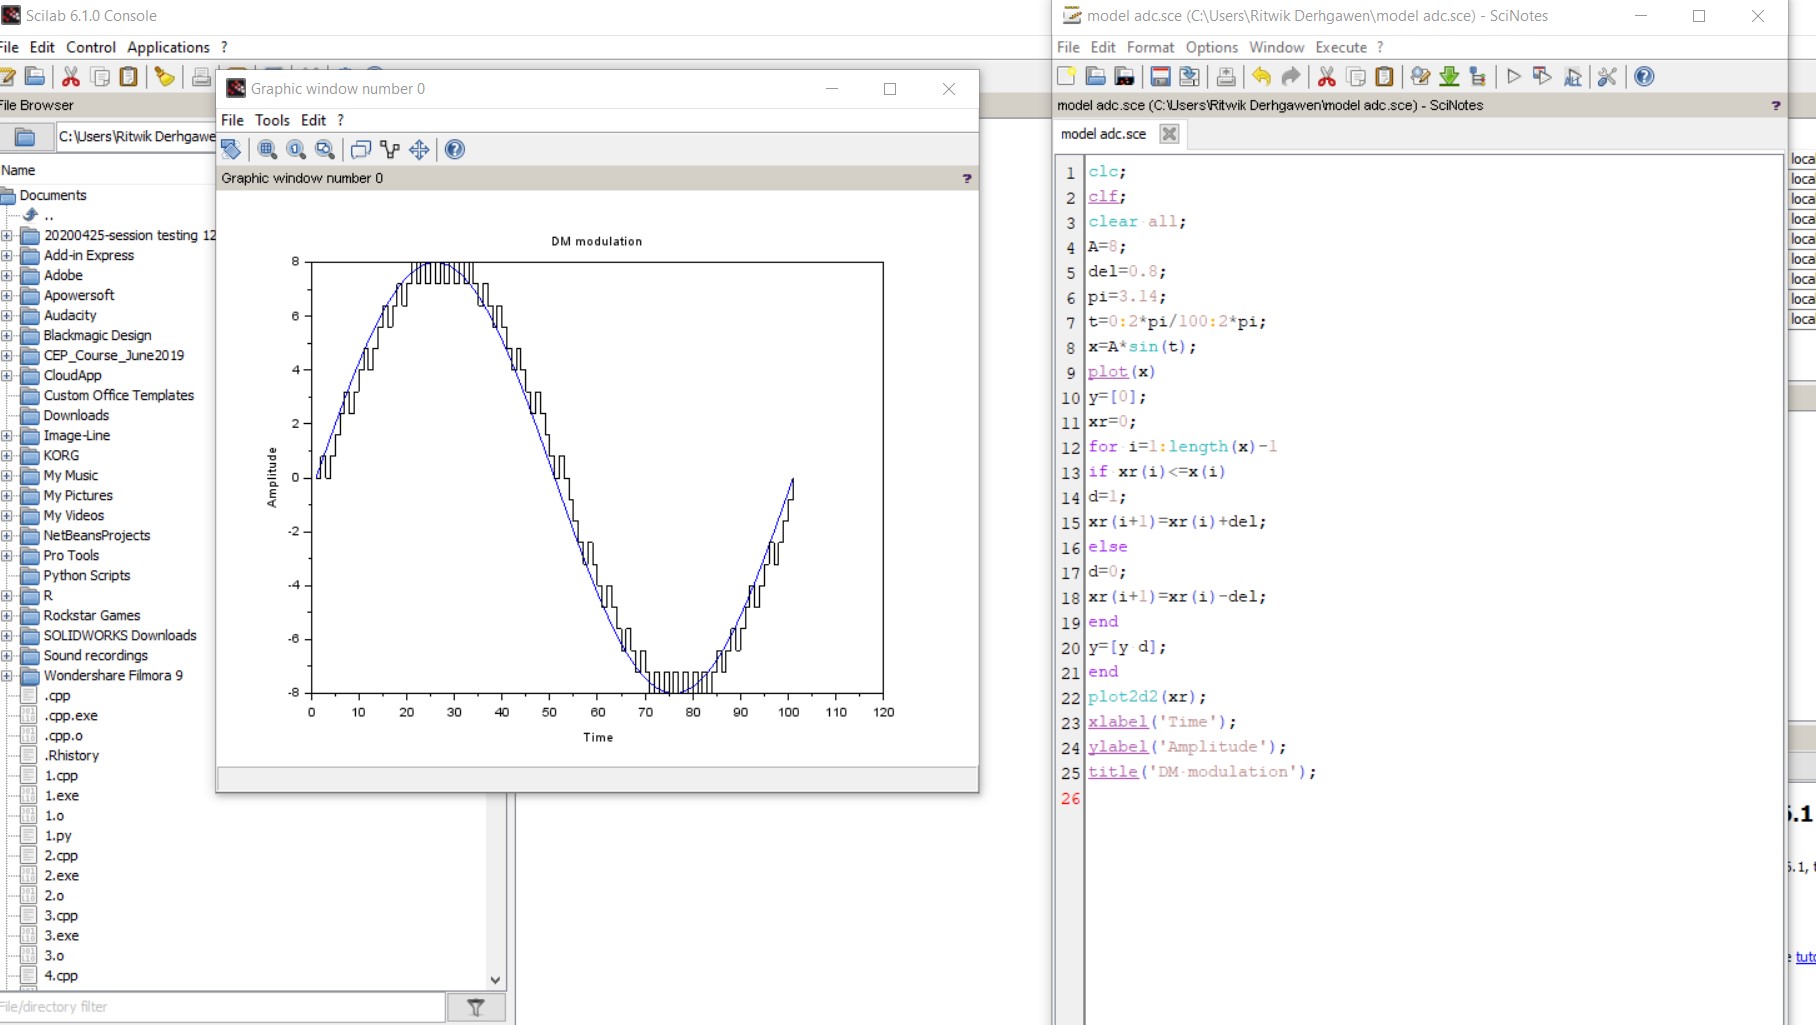 Scilab 6.1.0 Console
File Edit Control Applications ?
File Browser
C:\Users\Ritwik Derhgawe
Name
Documents
..
20200425-session testing 12
Add-in Express
Adobe
Apowersoft
Audacity
Blackmagic Design
CEP_Course_June2019
CloudApp
Custom Office Templates
Downloads
Image-Line
KORG
My Music
My Pictures
My Videos
NetBeansProjects
Pro Tools
Python Scripts
R
Rockstar Games
SOLIDWORKS Downloads
Sound recordings
Wondershare Filmora 9
.cpp
.cpp.exe
.cpp.o
.Rhistory
1.cpp
1.exe
1.o
1.py
2.cpp
2.exe
2.o
3.cpp
3.exe
3.o
4.cpp
File/directory filter
Graphic window number 0
File Tools Edit ?
Graphic window number 0 ?
DM modulation
8
6
4
2
0
-2
-4
-6
-8
Amplitude
0 10 20 30 40 50 60 70 80 90 100 110 120
Time
model adc.sce (C:\Users\Ritwik Derhgawen\model adc.sce) - SciNotes
File Edit Format Options Window Execute ?
model adc.sce (C:\Users\Ritwik Derhgawen\model adc.sce) - SciNotes ?
model adc.sce
1 clc;
2 clf;
3 clear all;
4 A=8;
5 del=0.8;
6 pi=3.14;
7 t=0:2*pi/100:2*pi;
8 x=A*sin(t);
9 plot(x)
10 y=[0];
11 xr=0;
12 for i=1:length(x)-1
13 if xr(i)<=x(i)
14 d=1;
15 xr(i+1)=xr(i)+del;
16 else
17 d=0;
18 xr(i+1)=xr(i)-del;
19 end
20 y=[y d];
21 end
22 plot2d2(xr);
23 xlabel('Time');
24 ylabel('Amplitude');
25 title('DM modulation');
26
loca
loca
loca
loca
loca
loca
loca
loca
loca
.1
.1, t
tuto